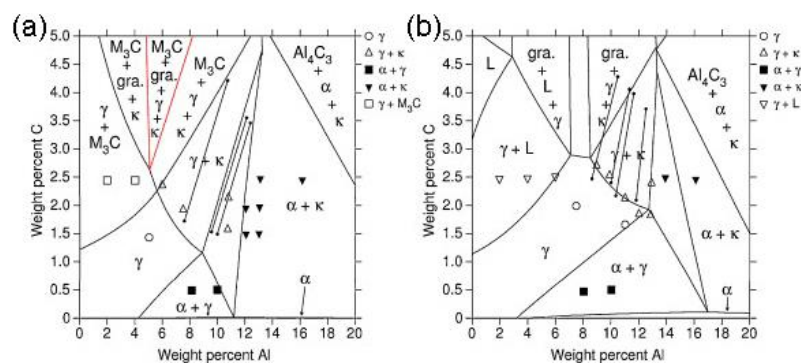 (a)
Weight percent C
5.0
4.5
4.0
3.5
3.0
2.5
2.0
1.5
1.0
0.5
0
M₃C
+
gra.
+
κ
M₃C
+
gra.
+
γ
+
κ
M₃C
+
γ
+
κ
γ
+
M₃C
Al₄C₃
+
α
+
κ
γ + κ
α + κ
γ
α + γ
α
0 2 4 6 8 10 12 14 16 18 20
Weight percent Al
γ
γ + κ
α + γ
α + κ
γ + M₃C
(b)
Weight percent C
5.0
4.5
4.0
3.5
3.0
2.5
2.0
1.5
1.0
0.5
0
L
gra.
+
L
+
γ
gra.
+
γ
+
κ
Al₄C₃
+
α
+
κ
γ + L
γ + κ
α + κ
γ
α + γ
α
0 2 4 6 8 10 12 14 16 18 20
Weight percent Al
γ
γ + κ
α + γ
α + κ
γ + L